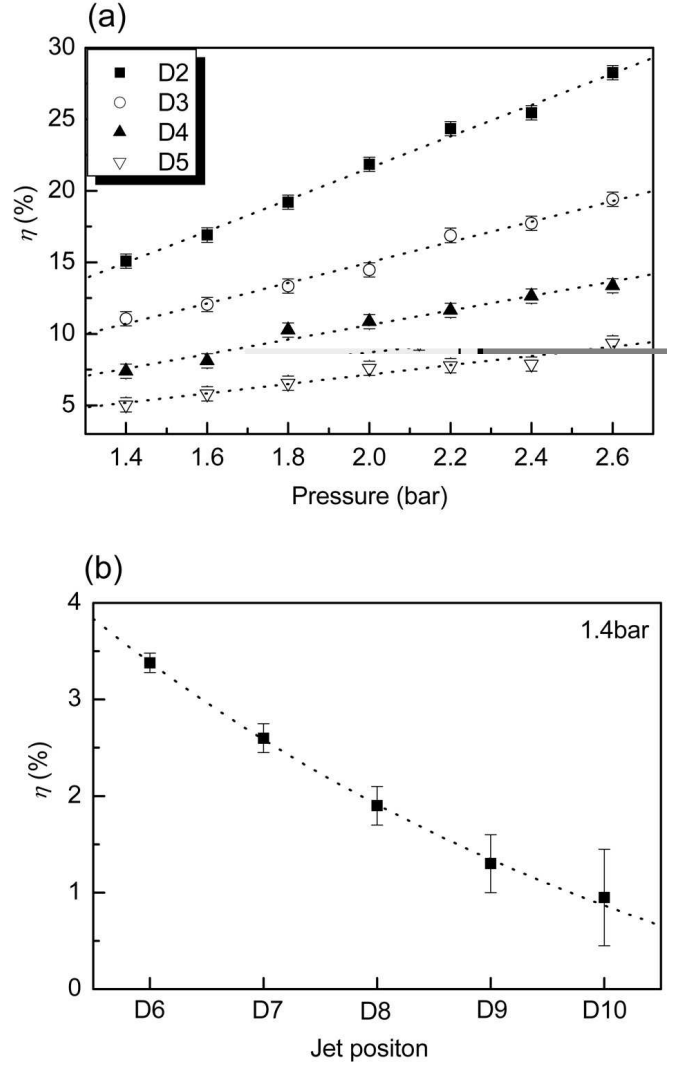 (a)
30
25
20
15
10
5
η (%)
D2
D3
D4
D5
1.4 1.6 1.8 2.0 2.2 2.4 2.6
Pressure (bar)
(b)
4
3
2
1
0
η (%)
1.4bar
D6 D7 D8 D9 D10
Jet positon